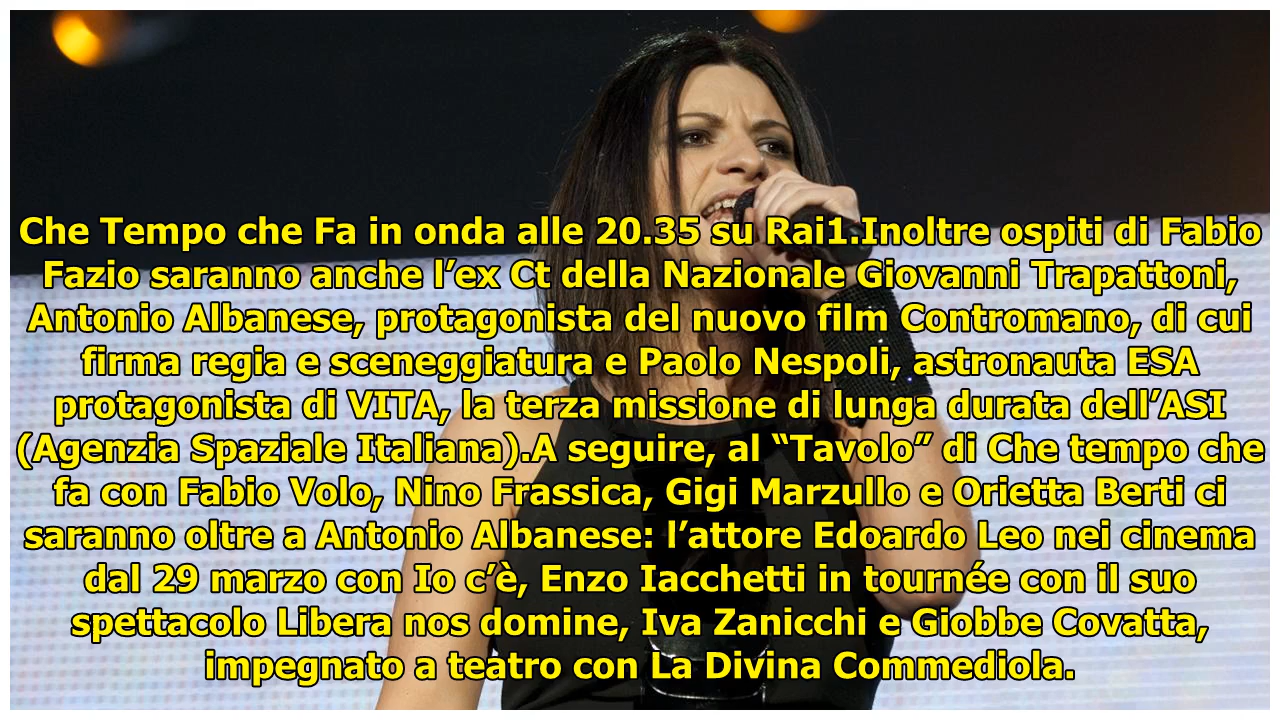 Che Tempo che Fa in onda alle 20.35 su Rai1.Inoltre ospiti di Fabio
Fazio saranno anche l’ex Ct della Nazionale Giovanni Trapattoni,
Antonio Albanese, protagonista del nuovo film Contromano, di cui
firma regia e sceneggiatura e Paolo Nespoli, astronauta ESA
protagonista di VITA, la terza missione di lunga durata dell’ASI
(Agenzia Spaziale Italiana).A seguire, al “Tavolo” di Che tempo che
fa con Fabio Volo, Nino Frassica, Gigi Marzullo e Orietta Berti ci
saranno oltre a Antonio Albanese: l’attore Edoardo Leo nei cinema
dal 29 marzo con Io c’è, Enzo Iacchetti in tournée con il suo
spettacolo Libera nos domine, Iva Zanicchi e Giobbe Covatta,
impegnato a teatro con La Divina Commediola.